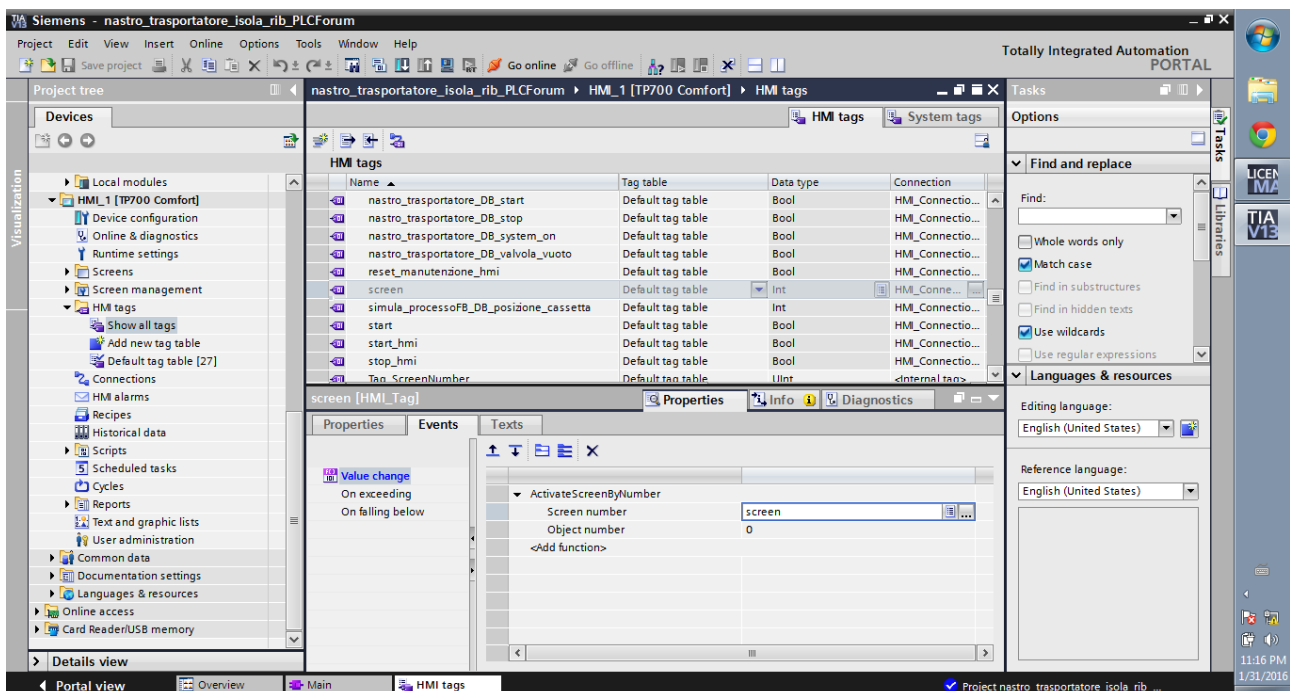 Siemens - nastro_trasportatore_isola_rib_PLCForum
Project Edit View Insert Online Options Tools Window Help
Totally Integrated Automation
PORTAL
Save project Go online Go offline
Project tree
nastro_trasportatore_isola_rib_PLCForum HMI_1 [TP700 Comfort] HMI tags
Tasks
Devices
HMI tags System tags
Options
HMI tags
Name Tag table Data type Connection
nastro_trasportatore_DB_start Default tag table Bool HMI_Connectio...
nastro_trasportatore_DB_stop Default tag table Bool HMI_Connectio...
nastro_trasportatore_DB_system_on Default tag table Bool HMI_Connectio...
nastro_trasportatore_DB_valvola_vuoto Default tag table Bool HMI_Connectio...
reset_manutenzione_hmi Default tag table Bool HMI_Connectio...
screen Default tag table Int HMI_Conne... ...
simula_processoFB_DB_posizione_cassetta Default tag table Int HMI_Connectio...
start Default tag table Bool HMI_Connectio...
start_hmi Default tag table Bool HMI_Connectio...
stop_hmi Default tag table Bool HMI_Connectio...
Tag_ScreenNumber Default tag table UInt <Internal tag>
Visualization
Local modules
HMI_1 [TP700 Comfort]
Device configuration
Online & diagnostics
Runtime settings
Screens
Screen management
HMI tags
Show all tags
Add new tag table
Default tag table [27]
Connections
HMI alarms
Recipes
Historical data
Scripts
Scheduled tasks
Cycles
Reports
Text and graphic lists
User administration
Common data
Documentation settings
Languages & resources
Online access
Card Reader/USB memory
Details view
screen [HMI_Tag]
Properties Info Diagnostics
Properties Events Texts
Value change
On exceeding
On falling below
ActivateScreenByNumber
Screen number screen ...
Object number 0
<Add function>
Find and replace
Find:
Whole words only
Match case
Find in substructures
Find in hidden texts
Use wildcards
Use regular expressions
Languages & resources
Editing language:
English (United States)
Reference language:
English (United States)
Tasks
Libraries
LICEN
MA
TIA
V13
11:16 PM
1/31/2016
Portal view Overview Main HMI tags
Project nastro_trasportatore_isola_rib_...